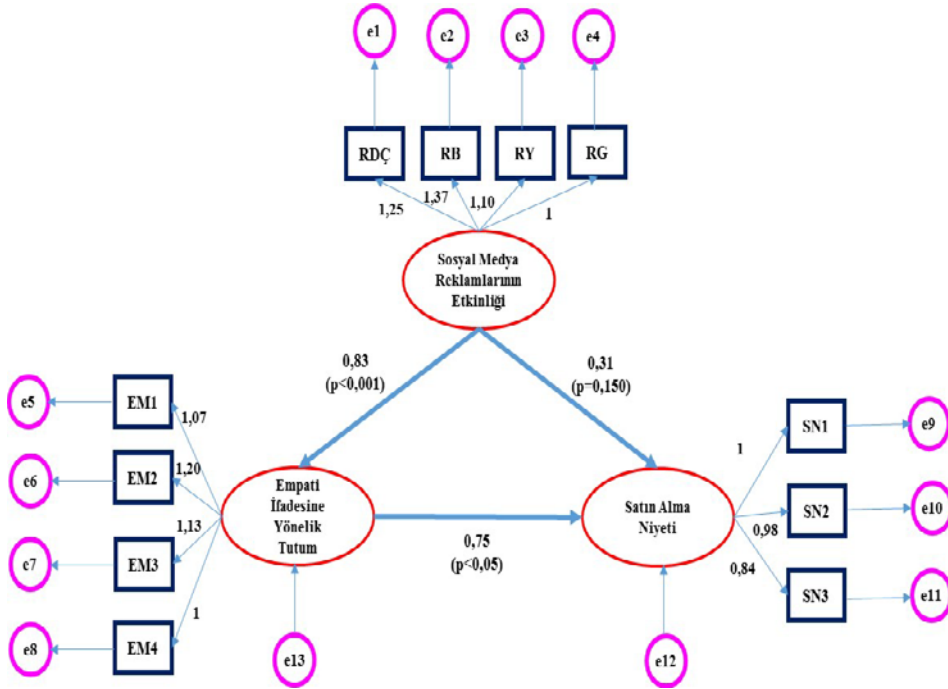 e1
e2
e3
e4
RDÇ
RB
RY
RG
1,25
1,37
1,10
1
Sosyal Medya
Reklamlarının
Etkinliği
0,83
(p<0,001)
0,31
(p=0,150)
e5
EM1
1,07
e6
EM2
1,20
e7
EM3
1,13
e8
EM4
1
Empati
İfadesine
Yönelik
Tutum
0,75
(p<0,05)
Satın Alma
Niyeti
1
SN1
e9
0,98
SN2
e10
0,84
SN3
e11
e13
e12